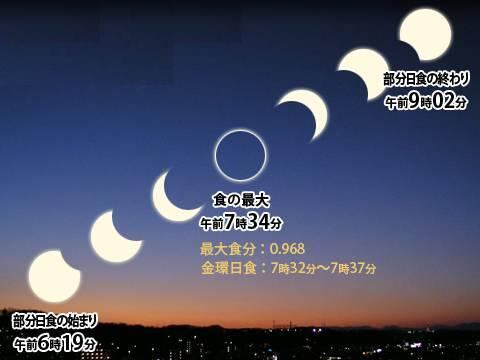 部分日食の終わり
午前9時02分
食の最大
午前7時34分
最大食分：0.968
金環日食：7時32分～7時37分
部分日食の始まり
午前6時19分